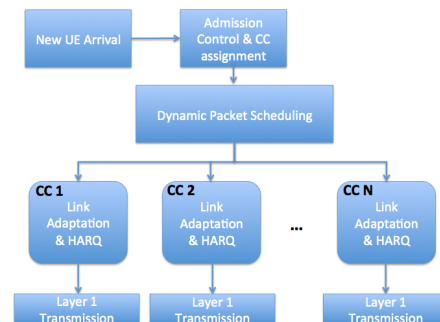 New UE Arrival
Admission
Control & CC
assignment
Dynamic Packet Scheduling
CC 1
Link
Adaptation
& HARQ
CC 2
Link
Adaptation
& HARQ
...
CC N
Link
Adaptation
& HARQ
Layer 1
Transmission
Layer 1
Transmission
Layer 1
Transmission